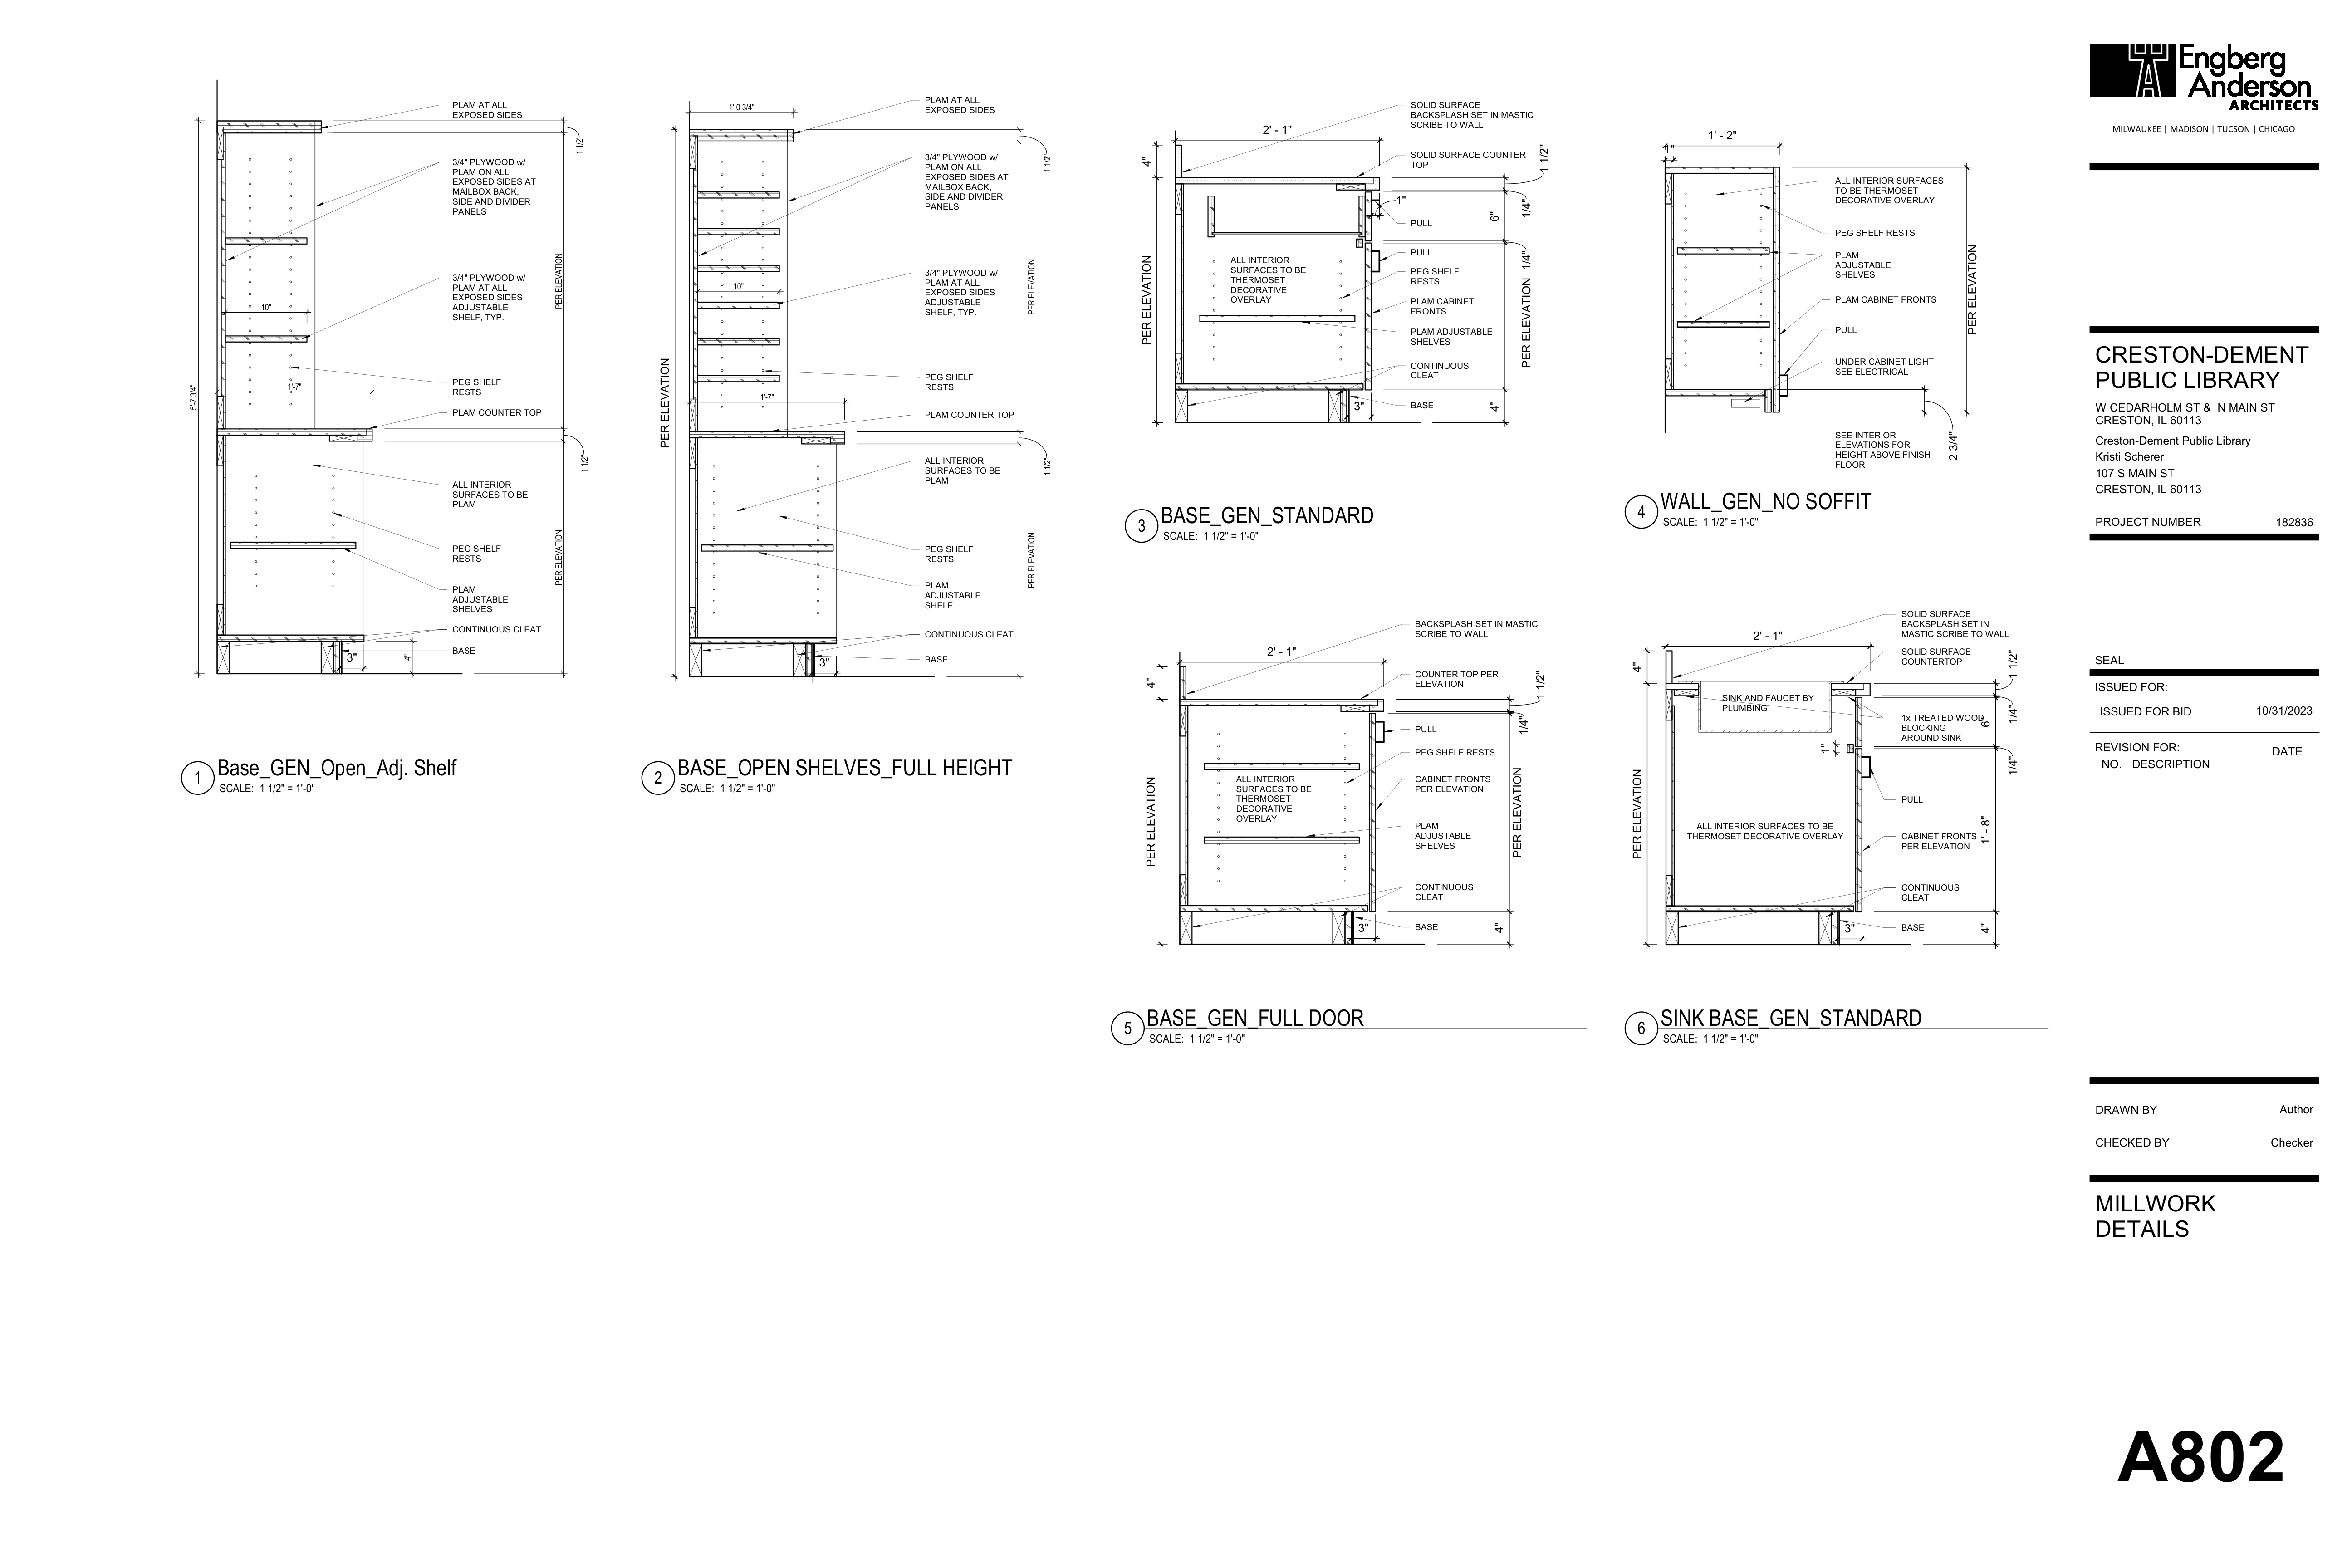 PLAM AT ALL
EXPOSED SIDES
1 1/2"
3/4" PLYWOOD w/
PLAM ON ALL
EXPOSED SIDES AT
MAILBOX BACK,
SIDE AND DIVIDER
PANELS
PER ELEVATION
3/4" PLYWOOD w/
PLAM AT ALL
EXPOSED SIDES
ADJUSTABLE
SHELF, TYP.
10"
PEG SHELF
RESTS
1'-7"
5'-7 3/4"
PLAM COUNTER TOP
1 1/2"
ALL INTERIOR
SURFACES TO BE
PLAM
PER ELEVATION
PEG SHELF
RESTS
PLAM
ADJUSTABLE
SHELVES
CONTINUOUS CLEAT
BASE
3"
4"
1 Base_GEN_Open_Adj. Shelf
SCALE: 1 1/2" = 1'-0"
1'-0 3/4"
PLAM AT ALL
EXPOSED SIDES
1 1/2"
3/4" PLYWOOD w/
PLAM ON ALL
EXPOSED SIDES AT
MAILBOX BACK,
SIDE AND DIVIDER
PANELS
PER ELEVATION
3/4" PLYWOOD w/
PLAM AT ALL
EXPOSED SIDES
ADJUSTABLE
SHELF, TYP.
10"
PER ELEVATION
PEG SHELF
RESTS
1'-7"
PLAM COUNTER TOP
1 1/2"
ALL INTERIOR
SURFACES TO BE
PLAM
PER ELEVATION
PEG SHELF
RESTS
PLAM
ADJUSTABLE
SHELF
CONTINUOUS CLEAT
BASE
3"
2 BASE_OPEN SHELVES_FULL HEIGHT
SCALE: 1 1/2" = 1'-0"
SOLID SURFACE
BACKSPLASH SET IN MASTIC
SCRIBE TO WALL
2' - 1"
4"
SOLID SURFACE COUNTER
TOP
1 1/2"
1"
6"
1/4"
PULL
PULL
ALL INTERIOR
SURFACES TO BE
THERMOSET
DECORATIVE
OVERLAY
PEG SHELF
RESTS
PLAM CABINET
FRONTS
PLAM ADJUSTABLE
SHELVES
CONTINUOUS
CLEAT
BASE
3"
4"
PER ELEVATION
PER ELEVATION
1/4"
3 BASE_GEN_STANDARD
SCALE: 1 1/2" = 1'-0"
1' - 2"
1"
ALL INTERIOR SURFACES
TO BE THERMOSET
DECORATIVE OVERLAY
PEG SHELF RESTS
PLAM
ADJUSTABLE
SHELVES
PLAM CABINET FRONTS
PULL
UNDER CABINET LIGHT
SEE ELECTRICAL
PER ELEVATION
SEE INTERIOR
ELEVATIONS FOR
HEIGHT ABOVE FINISH
FLOOR
2 3/4"
4 WALL_GEN_NO SOFFIT
SCALE: 1 1/2" = 1'-0"
BACKSPLASH SET IN MASTIC
SCRIBE TO WALL
2' - 1"
4"
COUNTER TOP PER
ELEVATION
1 1/2"
1/4"
PULL
PEG SHELF RESTS
ALL INTERIOR
SURFACES TO BE
THERMOSET
DECORATIVE
OVERLAY
CABINET FRONTS
PER ELEVATION
PLAM
ADJUSTABLE
SHELVES
CONTINUOUS
CLEAT
BASE
3"
4"
PER ELEVATION
PER ELEVATION
5 BASE_GEN_FULL DOOR
SCALE: 1 1/2" = 1'-0"
SOLID SURFACE
BACKSPLASH SET IN
MASTIC SCRIBE TO WALL
2' - 1"
4"
SOLID SURFACE
COUNTERTOP
1 1/2"
SINK AND FAUCET BY
PLUMBING
1x TREATED WOOD
BLOCKING
AROUND SINK
6"
1/4"
1"
1/4"
PULL
ALL INTERIOR SURFACES TO BE
THERMOSET DECORATIVE OVERLAY
CABINET FRONTS
PER ELEVATION
1' - 8"
CONTINUOUS
CLEAT
BASE
3"
4"
PER ELEVATION
6 SINK BASE_GEN_STANDARD
SCALE: 1 1/2" = 1'-0"
Engberg
Anderson
ARCHITECTS
MILWAUKEE | MADISON | TUCSON | CHICAGO
CRESTON-DEMENT
PUBLIC LIBRARY
W CEDARHOLM ST & N MAIN ST
CRESTON, IL 60113
Creston-Dement Public Library
Kristi Scherer
107 S MAIN ST
CRESTON, IL 60113
PROJECT NUMBER 182836
SEAL
ISSUED FOR:
ISSUED FOR BID 10/31/2023
REVISION FOR:
NO. DESCRIPTION DATE
DRAWN BY Author
CHECKED BY Checker
MILLWORK
DETAILS
A802